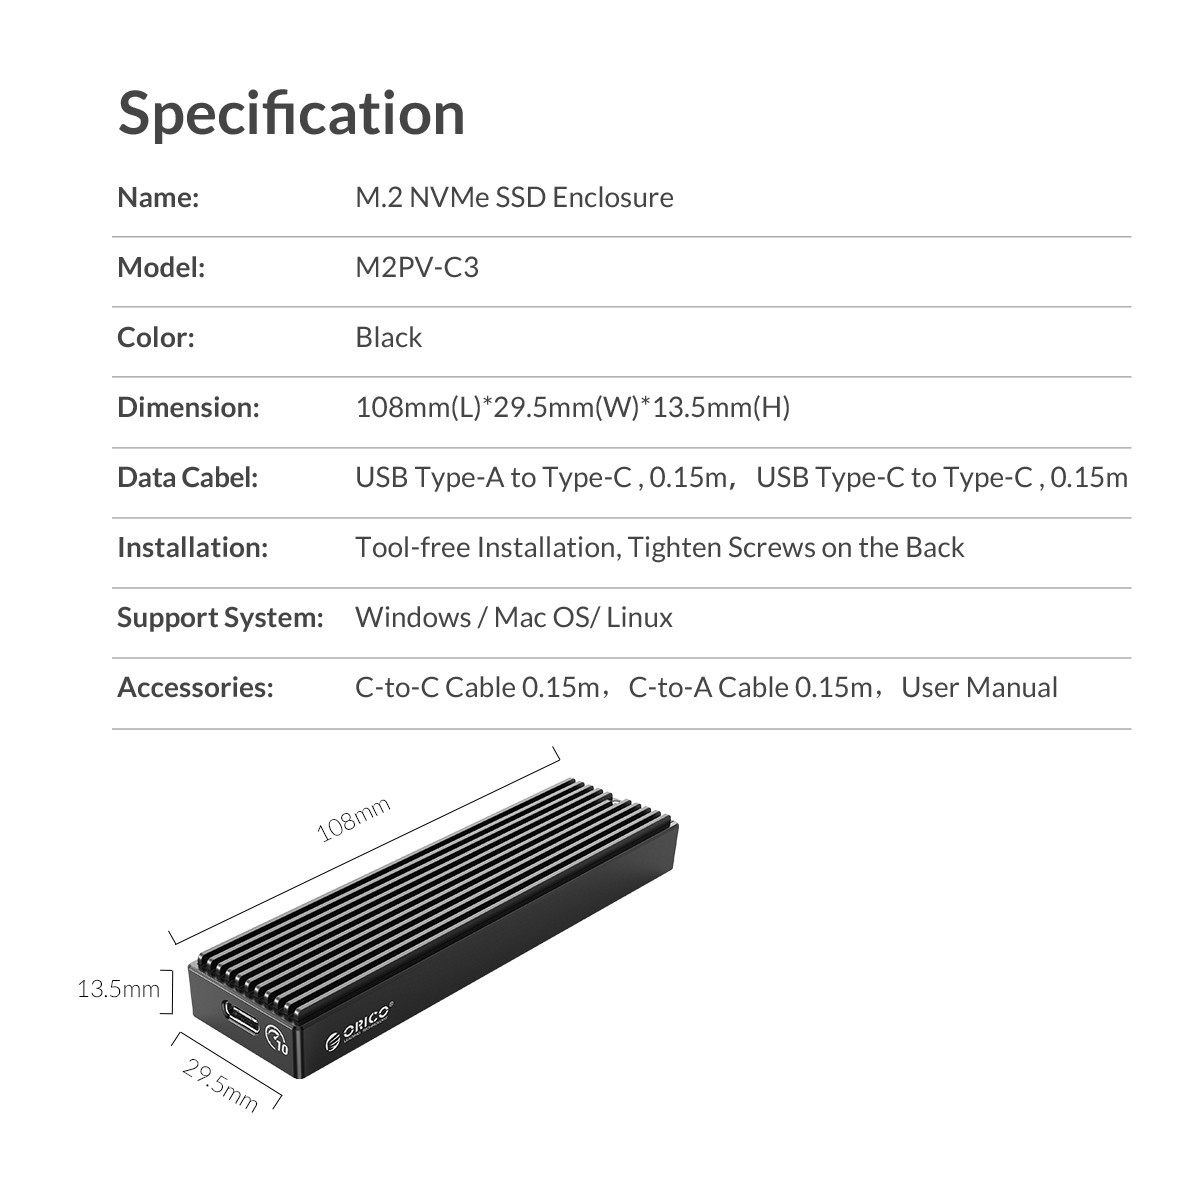 Specification
Name: M.2 NVMe SSD Enclosure
Model: M2PV-C3
Color: Black
Dimension: 108mm(L)*29.5mm(W)*13.5mm(H)
Data Cabel: USB Type-A to Type-C , 0.15m，USB Type-C to Type-C , 0.15m
Installation: Tool-free Installation, Tighten Screws on the Back
Support System: Windows / Mac OS/ Linux
Accessories: C-to-C Cable 0.15m，C-to-A Cable 0.15m，User Manual
108mm
13.5mm
29.5mm
10
ORICO®